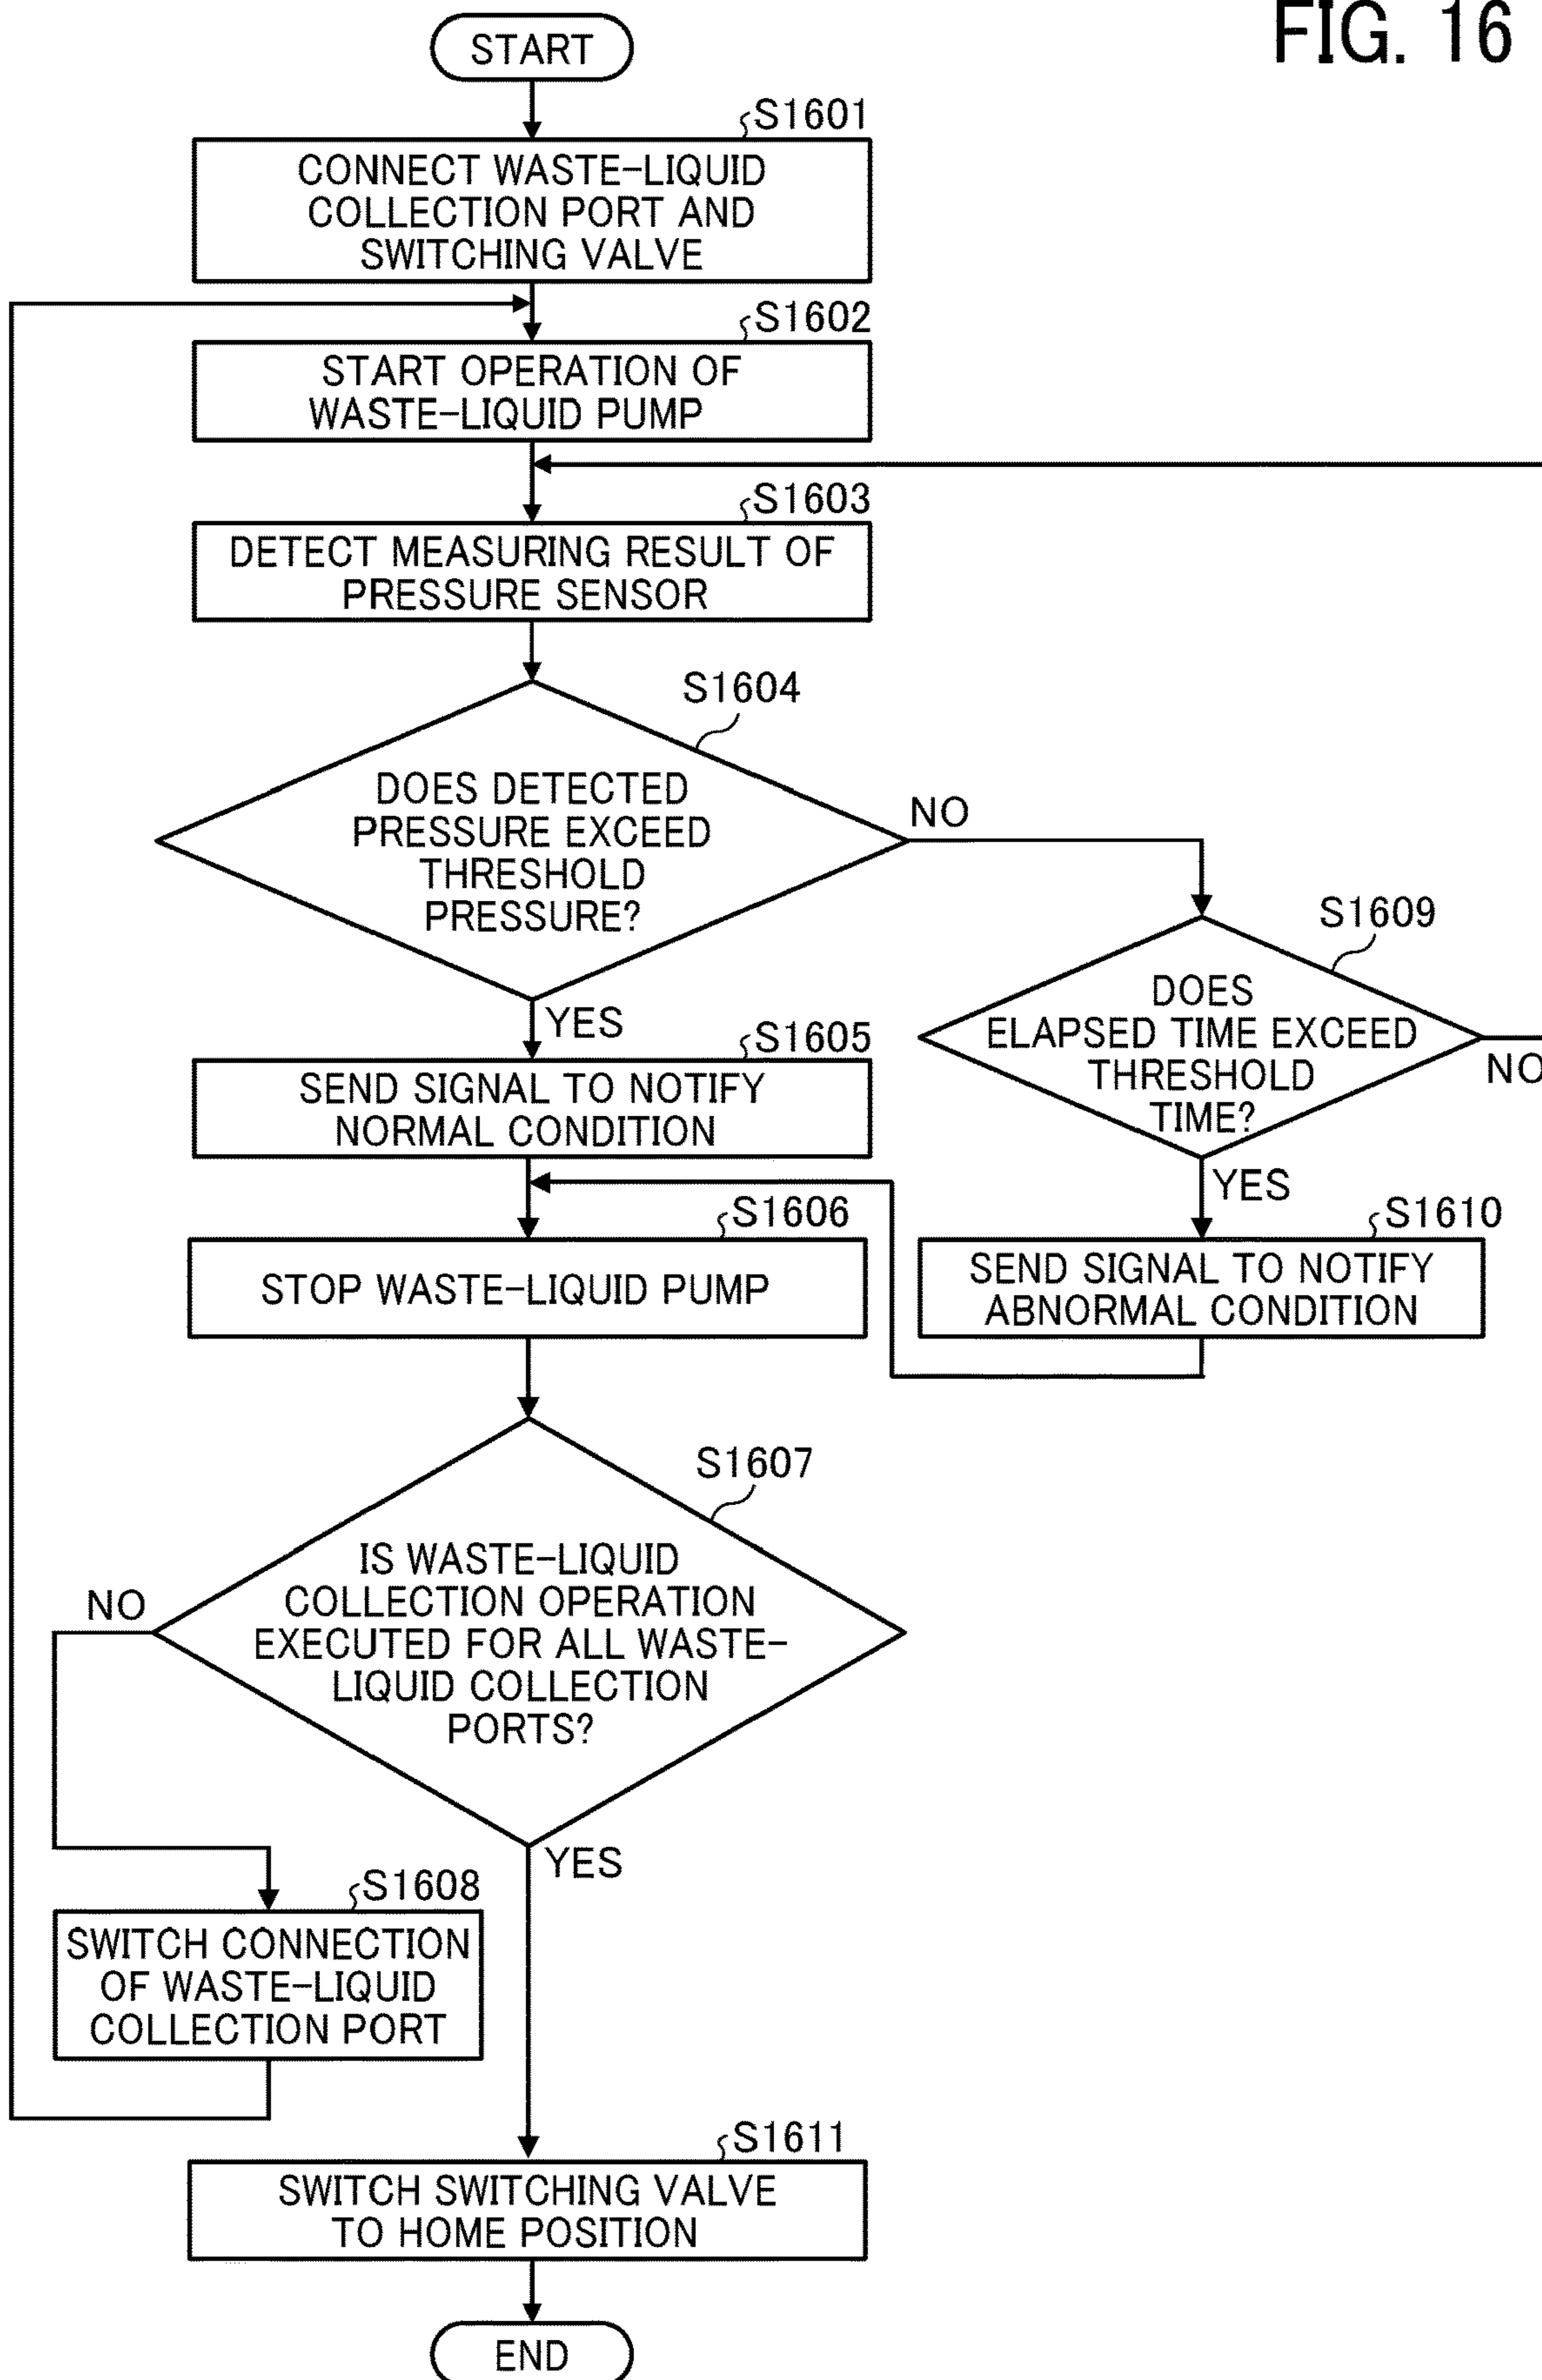 FIG. 16
START
S1601
CONNECT WASTE-LIQUID
COLLECTION PORT AND
SWITCHING VALVE
S1602
START OPERATION OF
WASTE-LIQUID PUMP
S1603
DETECT MEASURING RESULT OF
PRESSURE SENSOR
S1604
DOES DETECTED
PRESSURE EXCEED
THRESHOLD
PRESSURE?
NO
YES
S1609
DOES
ELAPSED TIME EXCEED
THRESHOLD
TIME?
NO
YES
S1605
SEND SIGNAL TO NOTIFY
NORMAL CONDITION
S1606
STOP WASTE-LIQUID PUMP
S1610
SEND SIGNAL TO NOTIFY
ABNORMAL CONDITION
S1607
IS WASTE-LIQUID
COLLECTION OPERATION
EXECUTED FOR ALL WASTE-
LIQUID COLLECTION
PORTS?
NO
YES
S1608
SWITCH CONNECTION
OF WASTE-LIQUID
COLLECTION PORT
S1611
SWITCH SWITCHING VALVE
TO HOME POSITION
END